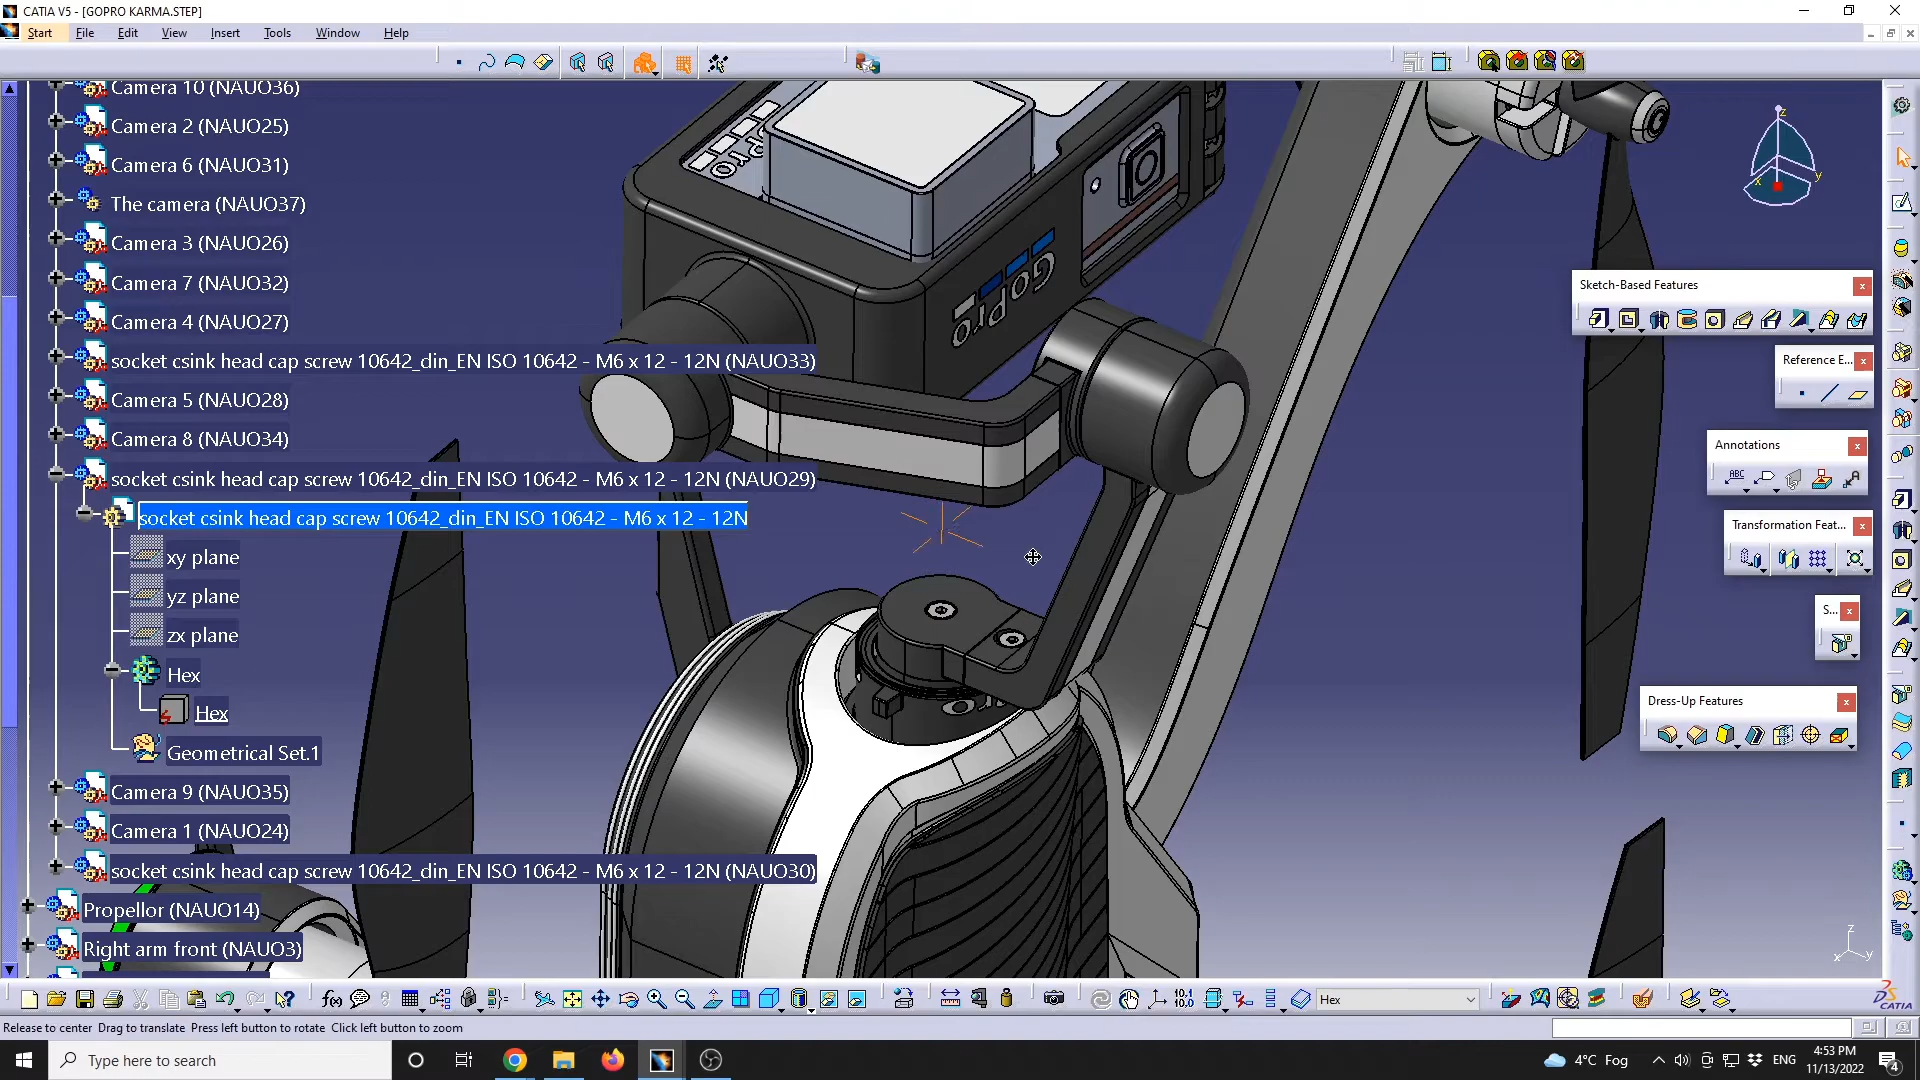 CATIA V5 - [GOPRO KARMA.STEP]
Start File Edit View Insert Tools Window Help
Camera 10 (NAUO36)
Camera 2 (NAUO25)
Camera 6 (NAUO31)
The camera (NAUO37)
Camera 3 (NAUO26)
Camera 7 (NAUO32)
Camera 4 (NAUO27)
socket csink head cap screw 10642_din_EN ISO 10642 - M6 x 12 - 12N (NAUO33)
Camera 5 (NAUO28)
Camera 8 (NAUO34)
socket csink head cap screw 10642_din_EN ISO 10642 - M6 x 12 - 12N (NAUO29)
socket csink head cap screw 10642_din_EN ISO 10642 - M6 x 12 - 12N
xy plane
yz plane
zx plane
Hex
Hex
Geometrical Set.1
Camera 9 (NAUO35)
Camera 1 (NAUO24)
socket csink head cap screw 10642_din_EN ISO 10642 - M6 x 12 - 12N (NAUO30)
Propellor (NAUO14)
Right arm front (NAUO3)
GoPro
z
x
y
Sketch-Based Features
Reference E...
Annotations
ABC
Transformation Feat...
S...
Dress-Up Features
z
x
y
f(x)
10.1
10.0
Hex
CATIA
Release to center Drag to translate Press left button to rotate Click left button to zoom
Type here to search
4°C Fog
ENG
4:53 PM
11/13/2022
4